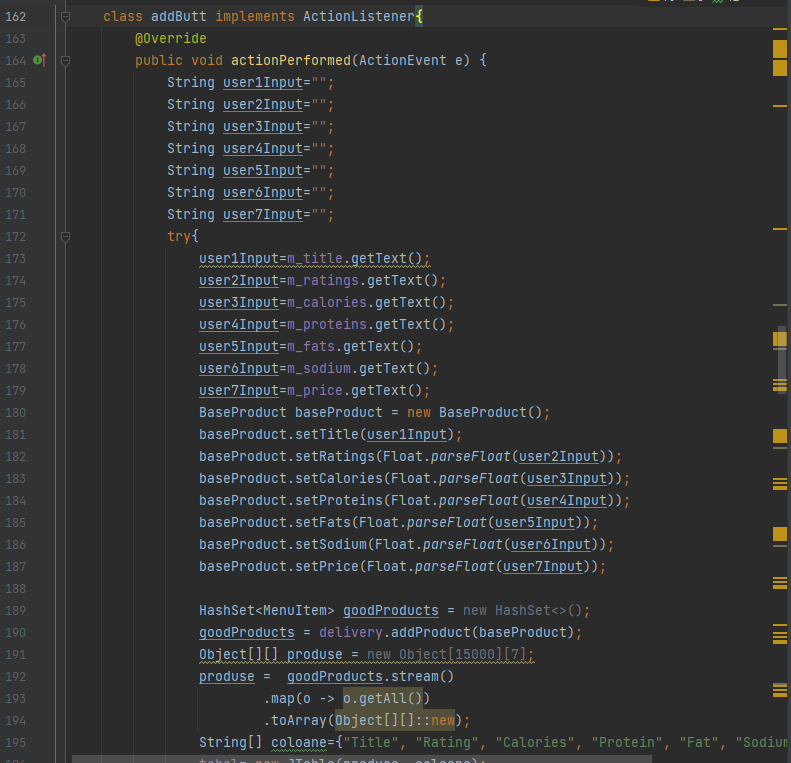 162 class addButt implements ActionListener{
163 @Override
164 public void actionPerformed(ActionEvent e) {
165 String user1Input="";
166 String user2Input="";
167 String user3Input="";
168 String user4Input="";
169 String user5Input="";
170 String user6Input="";
171 String user7Input="";
172 try{
173 user1Input=m_title.getText();
174 user2Input=m_ratings.getText();
175 user3Input=m_calories.getText();
176 user4Input=m_proteins.getText();
177 user5Input=m_fats.getText();
178 user6Input=m_sodium.getText();
179 user7Input=m_price.getText();
180 BaseProduct baseProduct = new BaseProduct();
181 baseProduct.setTitle(user1Input);
182 baseProduct.setRatings(Float.parseFloat(user2Input));
183 baseProduct.setCalories(Float.parseFloat(user3Input));
184 baseProduct.setProteins(Float.parseFloat(user4Input));
185 baseProduct.setFats(Float.parseFloat(user5Input));
186 baseProduct.setSodium(Float.parseFloat(user6Input));
187 baseProduct.setPrice(Float.parseFloat(user7Input));
188
189 HashSet<MenuItem> goodProducts = new HashSet<>();
190 goodProducts = delivery.addProduct(baseProduct);
191 Object[][] produse = new Object[15000][7];
192 produse = goodProducts.stream()
193 .map(o -> o.getAll())
194 .toArray(Object[][]::new);
195 String[] coloane={"Title", "Rating", "Calories", "Protein", "Fat", "Sodium